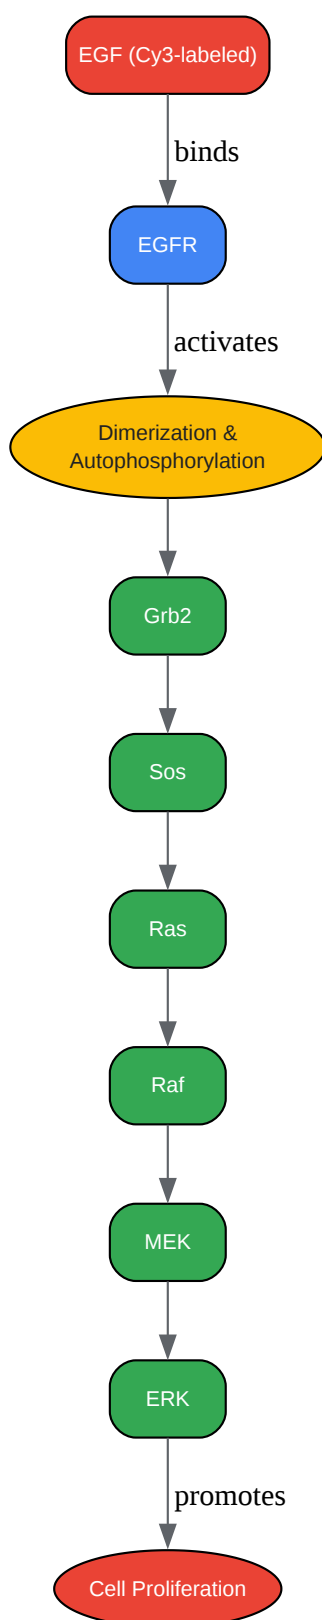 EGF (Cy3-labeled)
binds
EGFR
activates
Dimerization &
Autophosphorylation
Grb2
Sos
Ras
Raf
MEK
ERK
promotes
Cell Proliferation